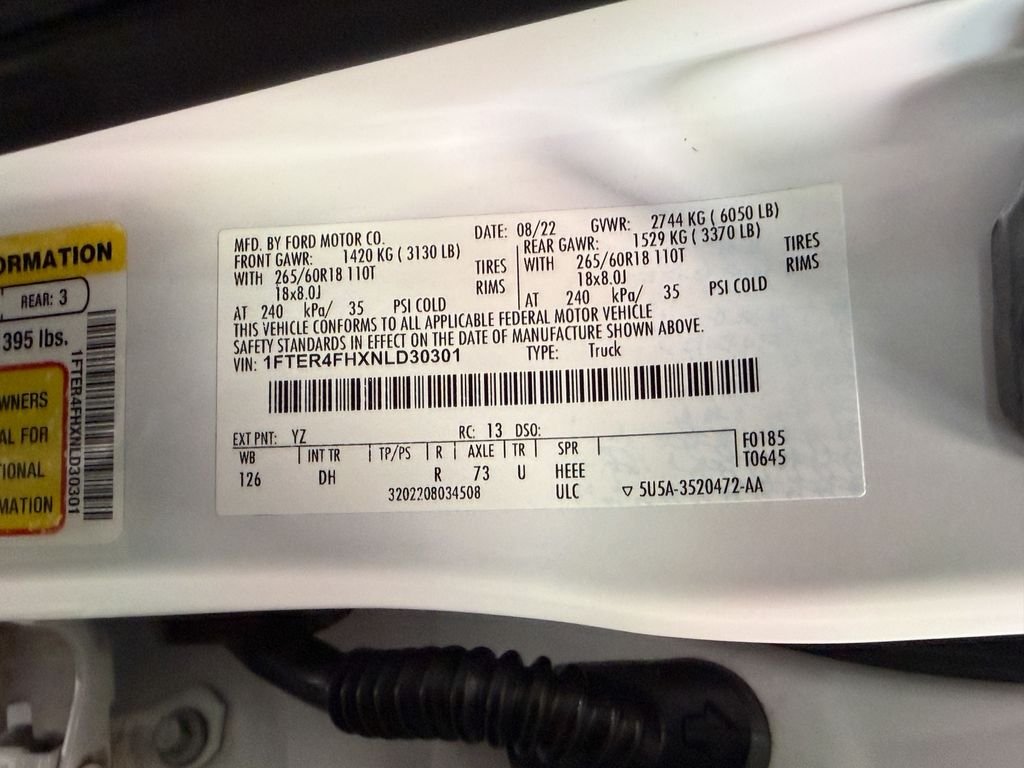 ORMATION
REAR: 3
395 lbs.
WNERS
AL FOR
TIONAL
MATION
1FTER4FHXNLD30301
MFD. BY FORD MOTOR CO. DATE: 08/22 GVWR: 2744 KG ( 6050 LB)
FRONT GAWR: 1420 KG ( 3130 LB) REAR GAWR: 1529 KG ( 3370 LB)
WITH 265/60R18 110T TIRES WITH 265/60R18 110T TIRES
18x8.0J RIMS 18x8.0J RIMS
AT 240 kPa/ 35 PSI COLD AT 240 kPa/ 35 PSI COLD
THIS VEHICLE CONFORMS TO ALL APPLICABLE FEDERAL MOTOR VEHICLE
SAFETY STANDARDS IN EFFECT ON THE DATE OF MANUFACTURE SHOWN ABOVE.
VIN: 1FTER4FHXNLD30301 TYPE: Truck
EXT PNT: YZ RC: 13 DSO:
WB INT TR TP/PS R AXLE TR SPR F0185
126 DH R 73 U HEEE T0645
3202208034508 ULC ▽ 5U5A-3520472-AA